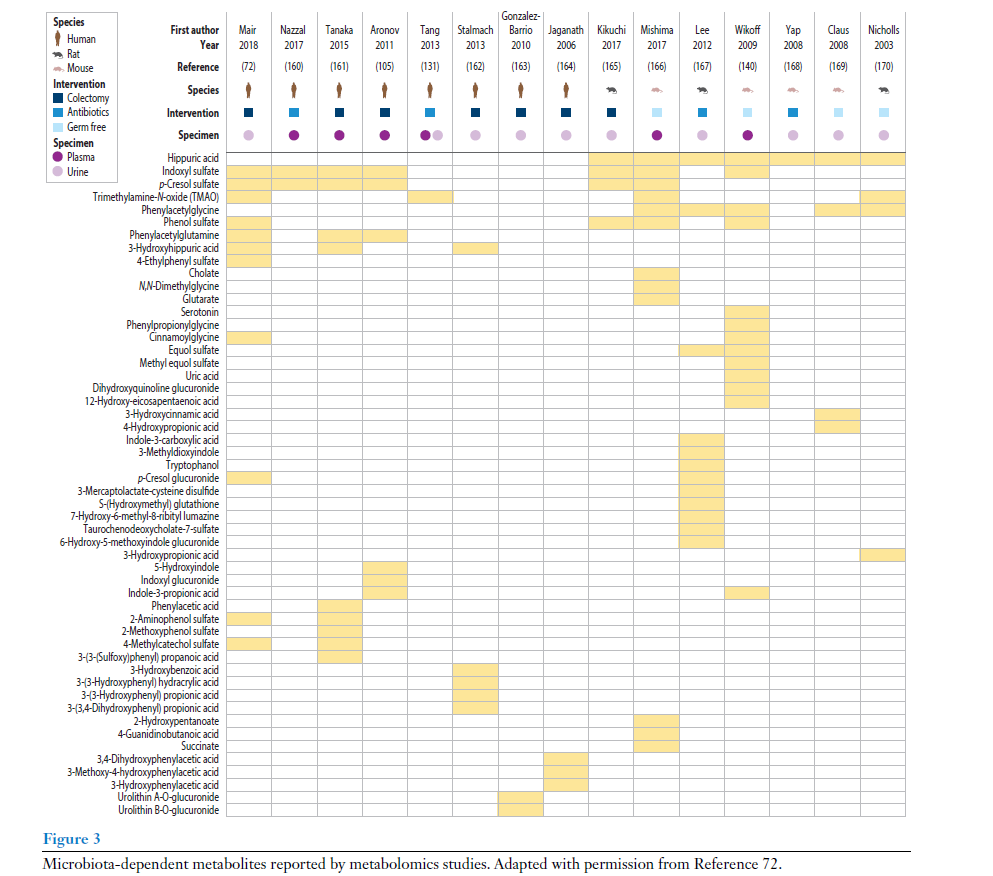 Species
Human
Rat
Mouse
Intervention
Colectomy
Antibiotics
Germ free
Specimen
Plasma
Urine
First author Mair Nazzal Tanaka Aronov Tang Stalmach Gonzalez-Barrio Jaganath Kikuchi Mishima Lee Wikoff Yap Claus Nicholls
Year 2018 2017 2015 2011 2013 2013 2010 2006 2017 2017 2012 2009 2008 2008 2003
Reference (72) (160) (161) (105) (131) (162) (163) (164) (165) (166) (167) (140) (168) (169) (170)
Species
Intervention
Specimen
Hippuric acid
Indoxyl sulfate
p-Cresol sulfate
Trimethylamine-N-oxide (TMAO)
Phenylacetylglycine
Phenol sulfate
Phenylacetylglutamine
3-Hydroxyhippuric acid
4-Ethylphenyl sulfate
Cholate
N,N-Dimethylglycine
Glutarate
Serotonin
Phenylpropionylglycine
Cinnamoylglycine
Equol sulfate
Methyl equol sulfate
Uric acid
Dihydroxyquinoline glucuronide
12-Hydroxy-eicosapentaenoic acid
3-Hydroxycinnamic acid
4-Hydroxypropionic acid
Indole-3-carboxylic acid
3-Methyldioxyindole
Tryptophanol
p-Cresol glucuronide
3-Mercaptolactate-cysteine disulfide
S-(Hydroxymethyl) glutathione
7-Hydroxy-6-methyl-8-ribityl lumazine
Taurochenodeoxycholate-7-sulfate
6-Hydroxy-5-methoxyindole glucuronide
3-Hydroxypropionic acid
5-Hydroxyindole
Indoxyl glucuronide
Indole-3-propionic acid
Phenylacetic acid
2-Aminophenol sulfate
2-Methoxyphenol sulfate
4-Methylcatechol sulfate
3-(3-(Sulfoxy)phenyl) propanoic acid
3-Hydroxybenzoic acid
3-(3-Hydroxyphenyl) hydracrylic acid
3-(3-Hydroxyphenyl) propionic acid
3-(3,4-Dihydroxyphenyl) propionic acid
2-Hydroxypentanoate
4-Guanidinobutanoic acid
Succinate
3,4-Dihydroxyphenylacetic acid
3-Methoxy-4-hydroxyphenylacetic acid
3-Hydroxyphenylacetic acid
Urolithin A-O-glucuronide
Urolithin B-O-glucuronide
Figure 3
Microbiota-dependent metabolites reported by metabolomics studies. Adapted with permission from Reference 72.